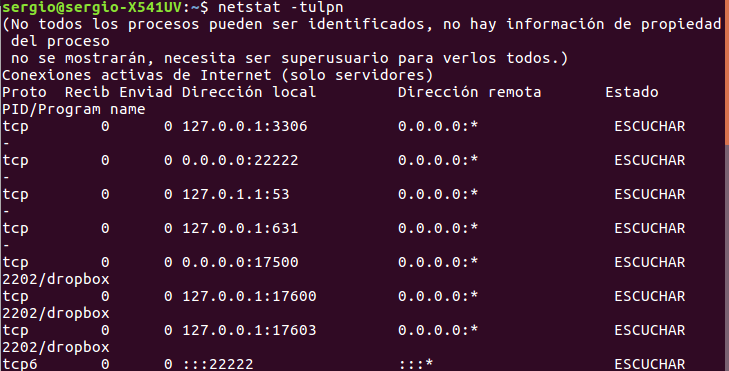 sergio@sergio-X541UV:~$ netstat -tulpn
(No todos los procesos pueden ser identificados, no hay información de propiedad
 del proceso
 no se mostrarán, necesita ser superusuario para verlos todos.)
Conexiones activas de Internet (solo servidores)
Proto  Recib Enviad Dirección local         Dirección remota       Estado
PID/Program name
tcp        0      0 127.0.0.1:3306          0.0.0.0:*               ESCUCHAR
-
tcp        0      0 0.0.0.0:22222           0.0.0.0:*               ESCUCHAR
-
tcp        0      0 127.0.1.1:53            0.0.0.0:*               ESCUCHAR
-
tcp        0      0 127.0.0.1:631           0.0.0.0:*               ESCUCHAR
-
tcp        0      0 0.0.0.0:17500           0.0.0.0:*               ESCUCHAR
2202/dropbox
tcp        0      0 127.0.0.1:17600         0.0.0.0:*               ESCUCHAR
2202/dropbox
tcp        0      0 127.0.0.1:17603         0.0.0.0:*               ESCUCHAR
2202/dropbox
tcp6       0      0 :::22222                :::*                    ESCUCHAR